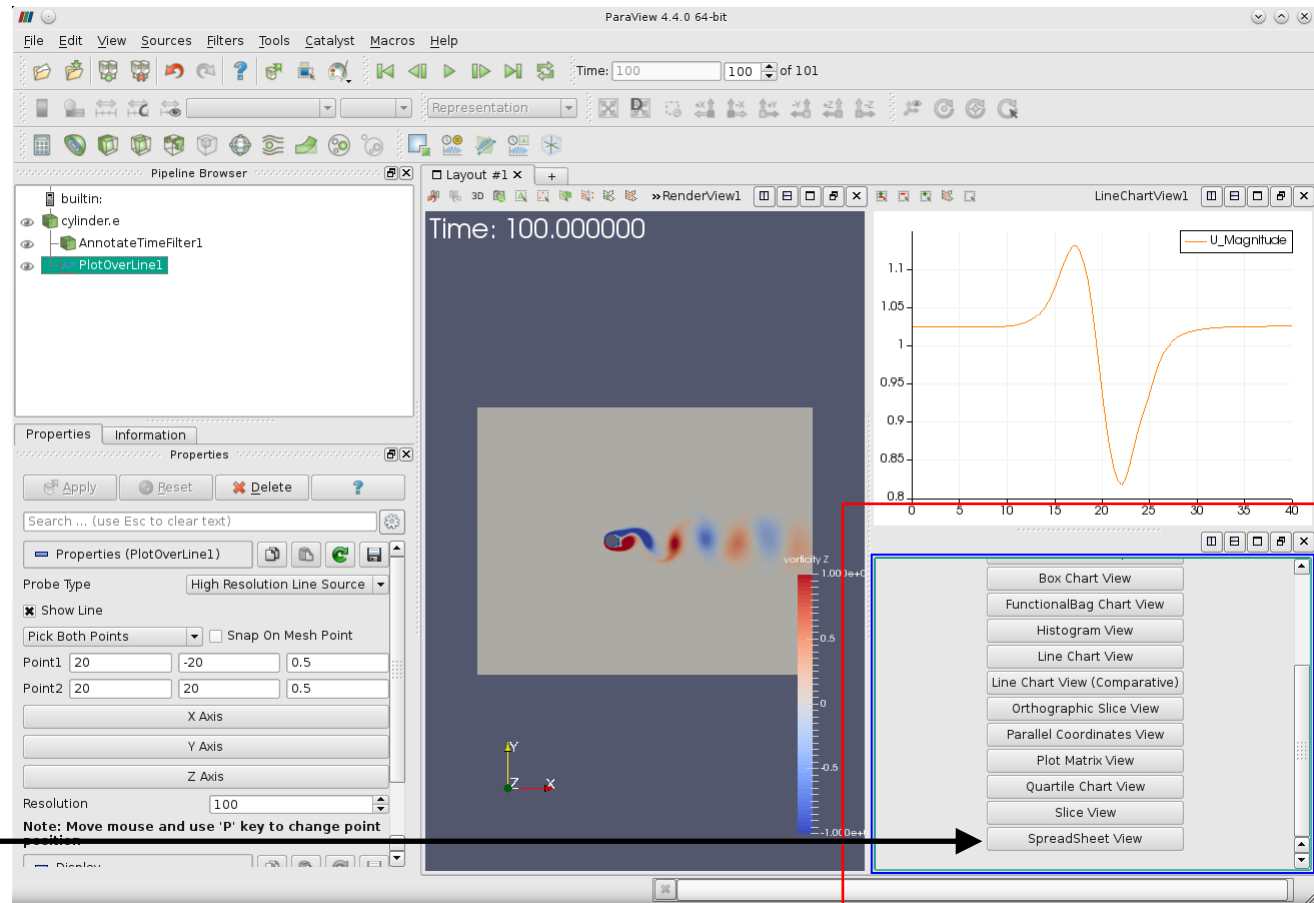 ParaView 4.4.0 64-bit
File Edit View Sources Filters Tools Catalyst Macros Help
Time: 100 100 of 101
Representation
Pipeline Browser
builtin:
cylinder.e
AnnotateTimeFilter1
PlotOverLine1
Properties Information
Properties
Apply Reset Delete ?
Search ... (use Esc to clear text)
Properties (PlotOverLine1)
Probe Type High Resolution Line Source
Show Line
Pick Both Points Snap On Mesh Point
Point1 20 -20 0.5
Point2 20 20 0.5
X Axis
Y Axis
Z Axis
Resolution 100
Note: Move mouse and use 'P' key to change point
position
Display
Layout #1 +
3D »RenderView1
Time: 100.000000
vorticity Z
1.000e+0
0.5
0
-0.5
-1.000e+0
Y
Z X
LineChartView1
U_Magnitude
1.1
1.05
1
0.95
0.9
0.85
0.8
0 5 10 15 20 25 30 35 40
Box Chart View
FunctionalBag Chart View
Histogram View
Line Chart View
Line Chart View (Comparative)
Orthographic Slice View
Parallel Coordinates View
Plot Matrix View
Quartile Chart View
Slice View
SpreadSheet View